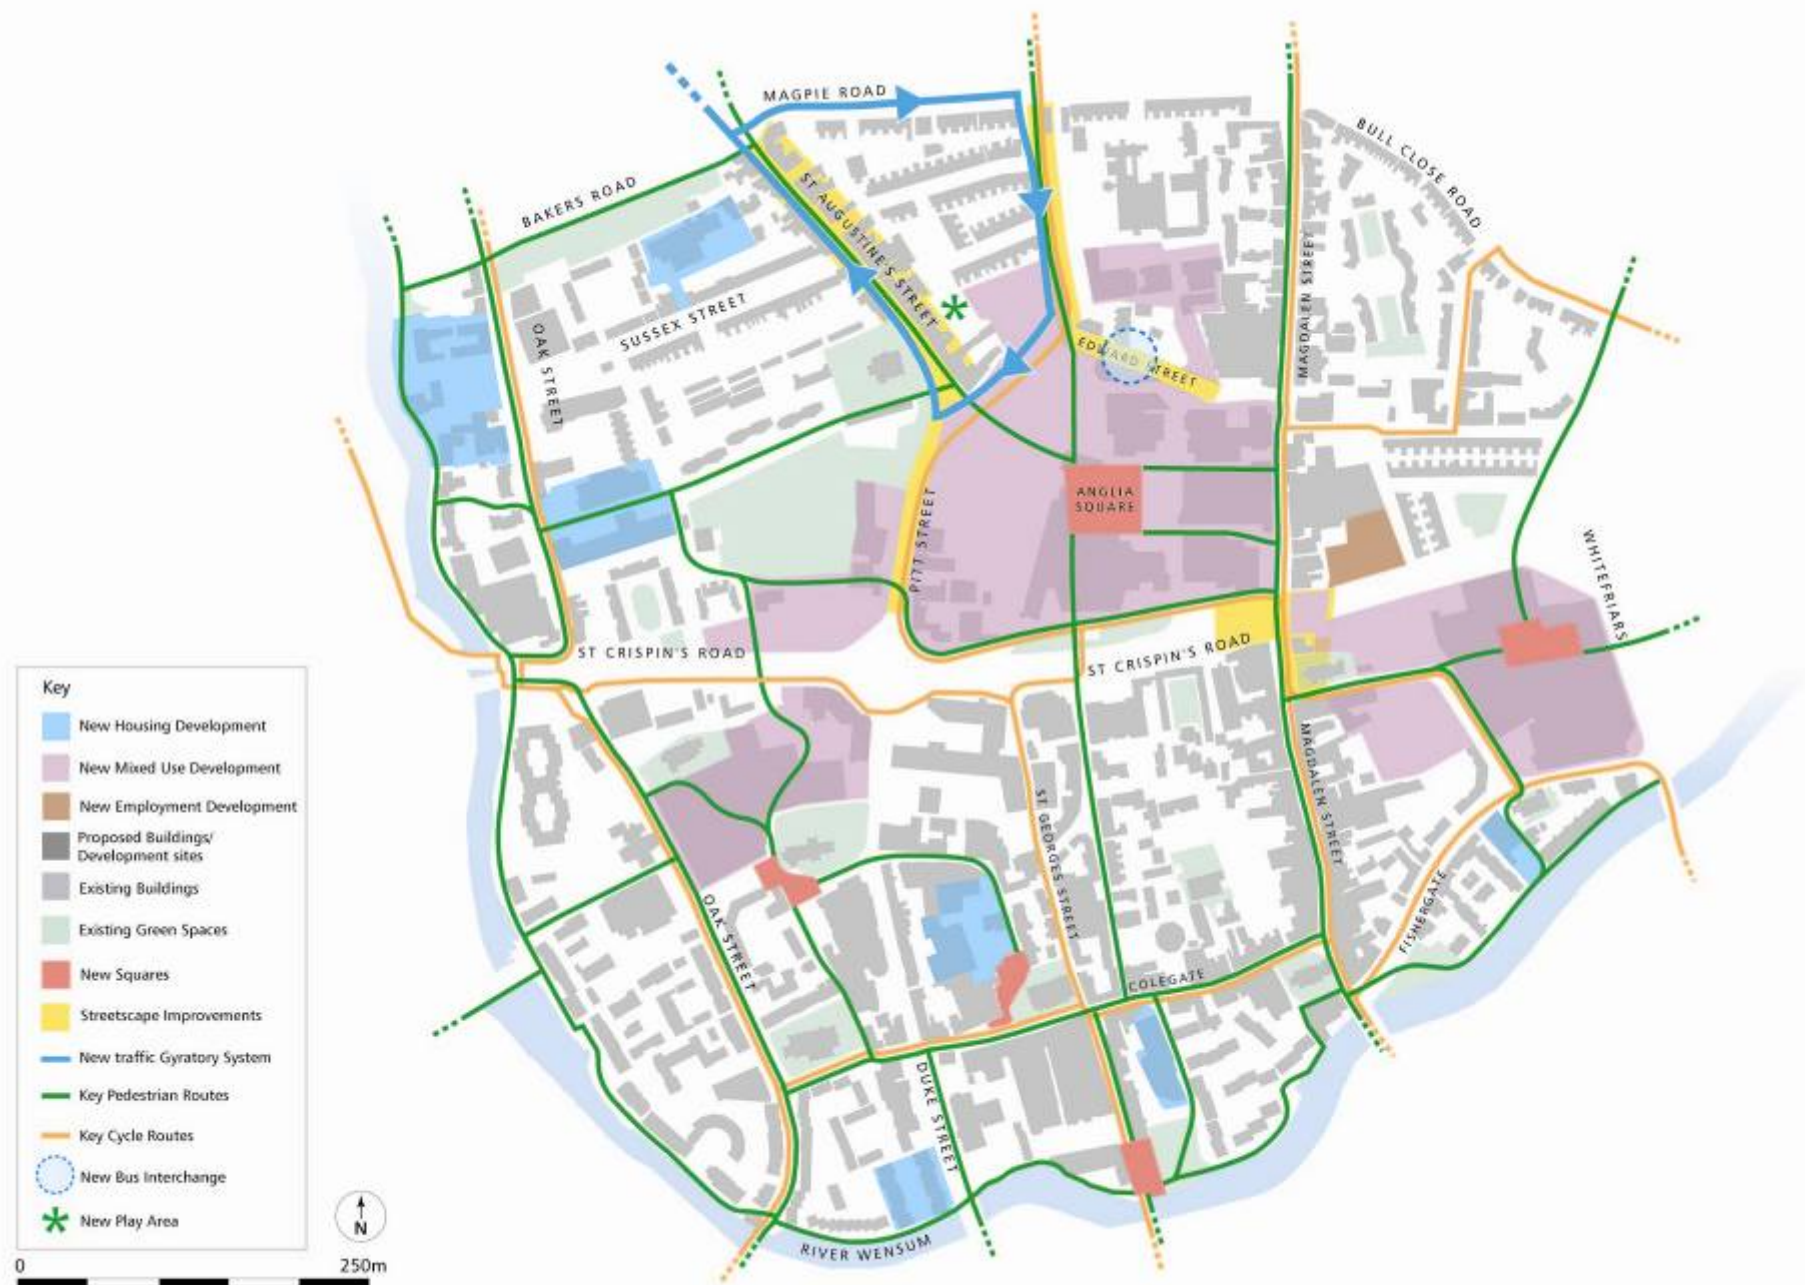 MAGPIE ROAD
BULL CLOSE ROAD
BAKERS ROAD
ST AUGUSTINE'S STREET
MAGDALEN STREET
SUSSEX STREET
OAK STREET
EDWARD STREET
ANGLIA
SQUARE
PITT STREET
WHITEFRIARS
ST CRISPIN'S ROAD
ST CRISPIN'S ROAD
MAGDALEN STREET
ST GEORGES STREET
OAK STREET
FISHERGATE
COLEGATE
DUKE STREET
RIVER WENSUM
Key
New Housing Development
New Mixed Use Development
New Employment Development
Proposed Buildings/
Development sites
Existing Buildings
Existing Green Spaces
New Squares
Streetscape Improvements
New traffic Gyratory System
Key Pedestrian Routes
Key Cycle Routes
New Bus Interchange
New Play Area
N
0 250m